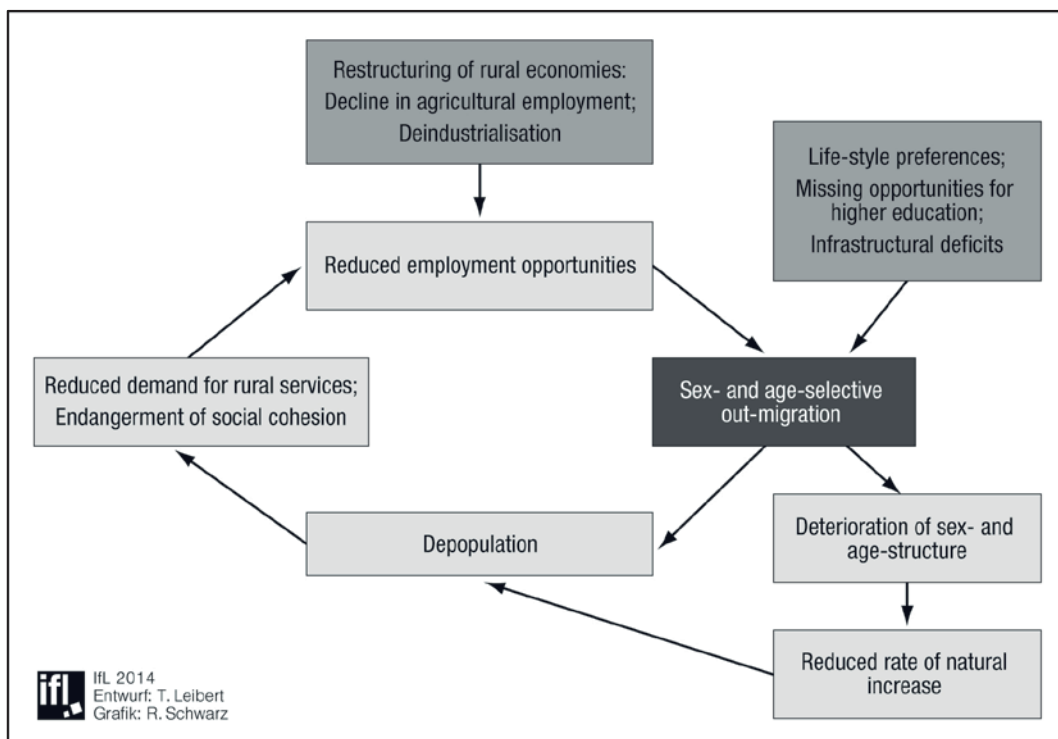 Restructuring of rural economies:
Decline in agricultural employment;
Deindustrialisation
Life-style preferences;
Missing opportunities for
higher education;
Infrastructural deficits
Reduced employment opportunities
Reduced demand for rural services;
Endangerment of social cohesion
Sex- and age-selective
out-migration
Depopulation
Deterioration of sex- and
age-structure
Reduced rate of natural
increase
ifl
IfL 2014
Entwurf: T. Leibert
Grafik: R. Schwarz